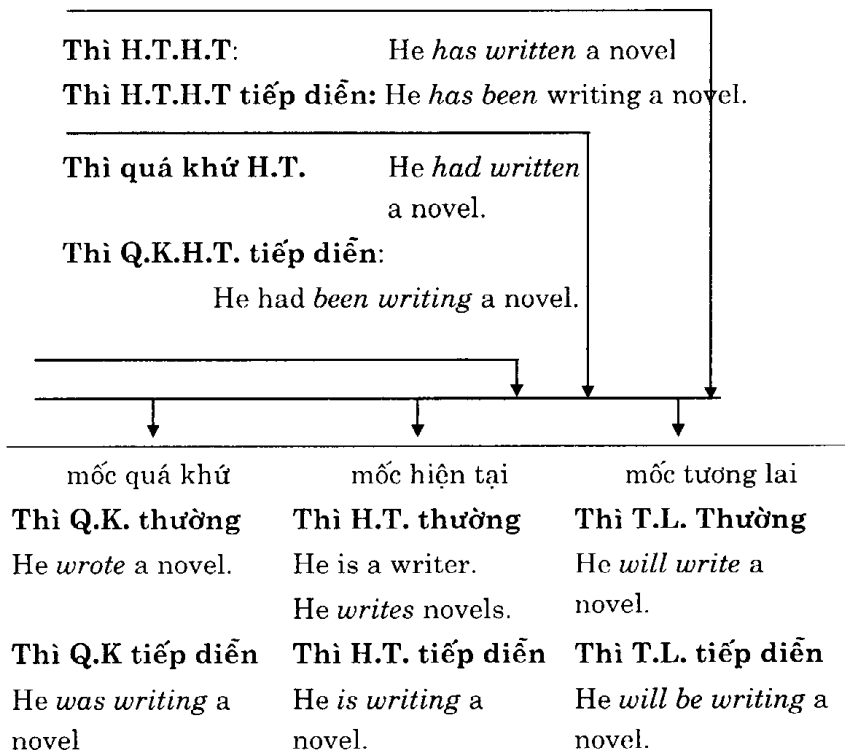 Thì H.T.H.T: He has written a novel
Thì H.T.H.T tiếp diễn: He has been writing a novel.
Thì quá khứ H.T. He had written
a novel.
Thì Q.K.H.T. tiếp diễn:
He had been writing a novel.
mốc quá khứ mốc hiện tại mốc tương lai
Thì Q.K. thường Thì H.T. thường Thì T.L. Thường
He wrote a novel. He is a writer. He will write a
He writes novels. novel.
Thì Q.K tiếp diễn Thì H.T. tiếp diễn Thì T.L. tiếp diễn
He was writing a He is writing a He will be writing a
novel novel. novel.